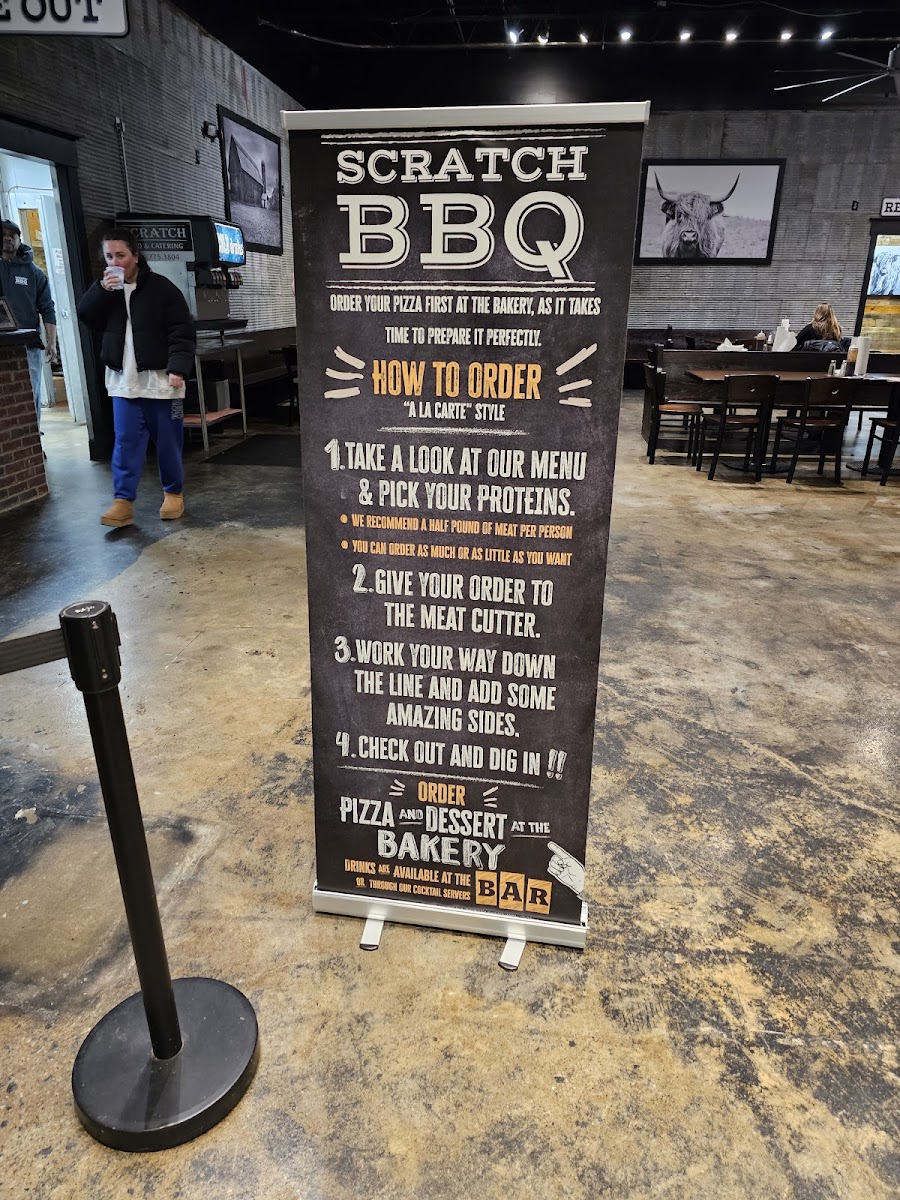 E OUT
SCRATCH
& CATERING
RE
SCRATCH
BBQ
ORDER YOUR PIZZA FIRST AT THE BAKERY, AS IT TAKES
TIME TO PREPARE IT PERFECTLY.
HOW TO ORDER
"A LA CARTE" STYLE
1. TAKE A LOOK AT OUR MENU
& PICK YOUR PROTEINS.
• WE RECOMMEND A HALF POUND OF MEAT PER PERSON
• YOU CAN ORDER AS MUCH OR AS LITTLE AS YOU WANT
2. GIVE YOUR ORDER TO
THE MEAT CUTTER.
3. WORK YOUR WAY DOWN
THE LINE AND ADD SOME
AMAZING SIDES.
4. CHECK OUT AND DIG IN !!
ORDER
PIZZA AND DESSERT AT THE
BAKERY
DRINKS ARE AVAILABLE AT THE
OR THROUGH OUR COCKTAIL SERVERS BAR